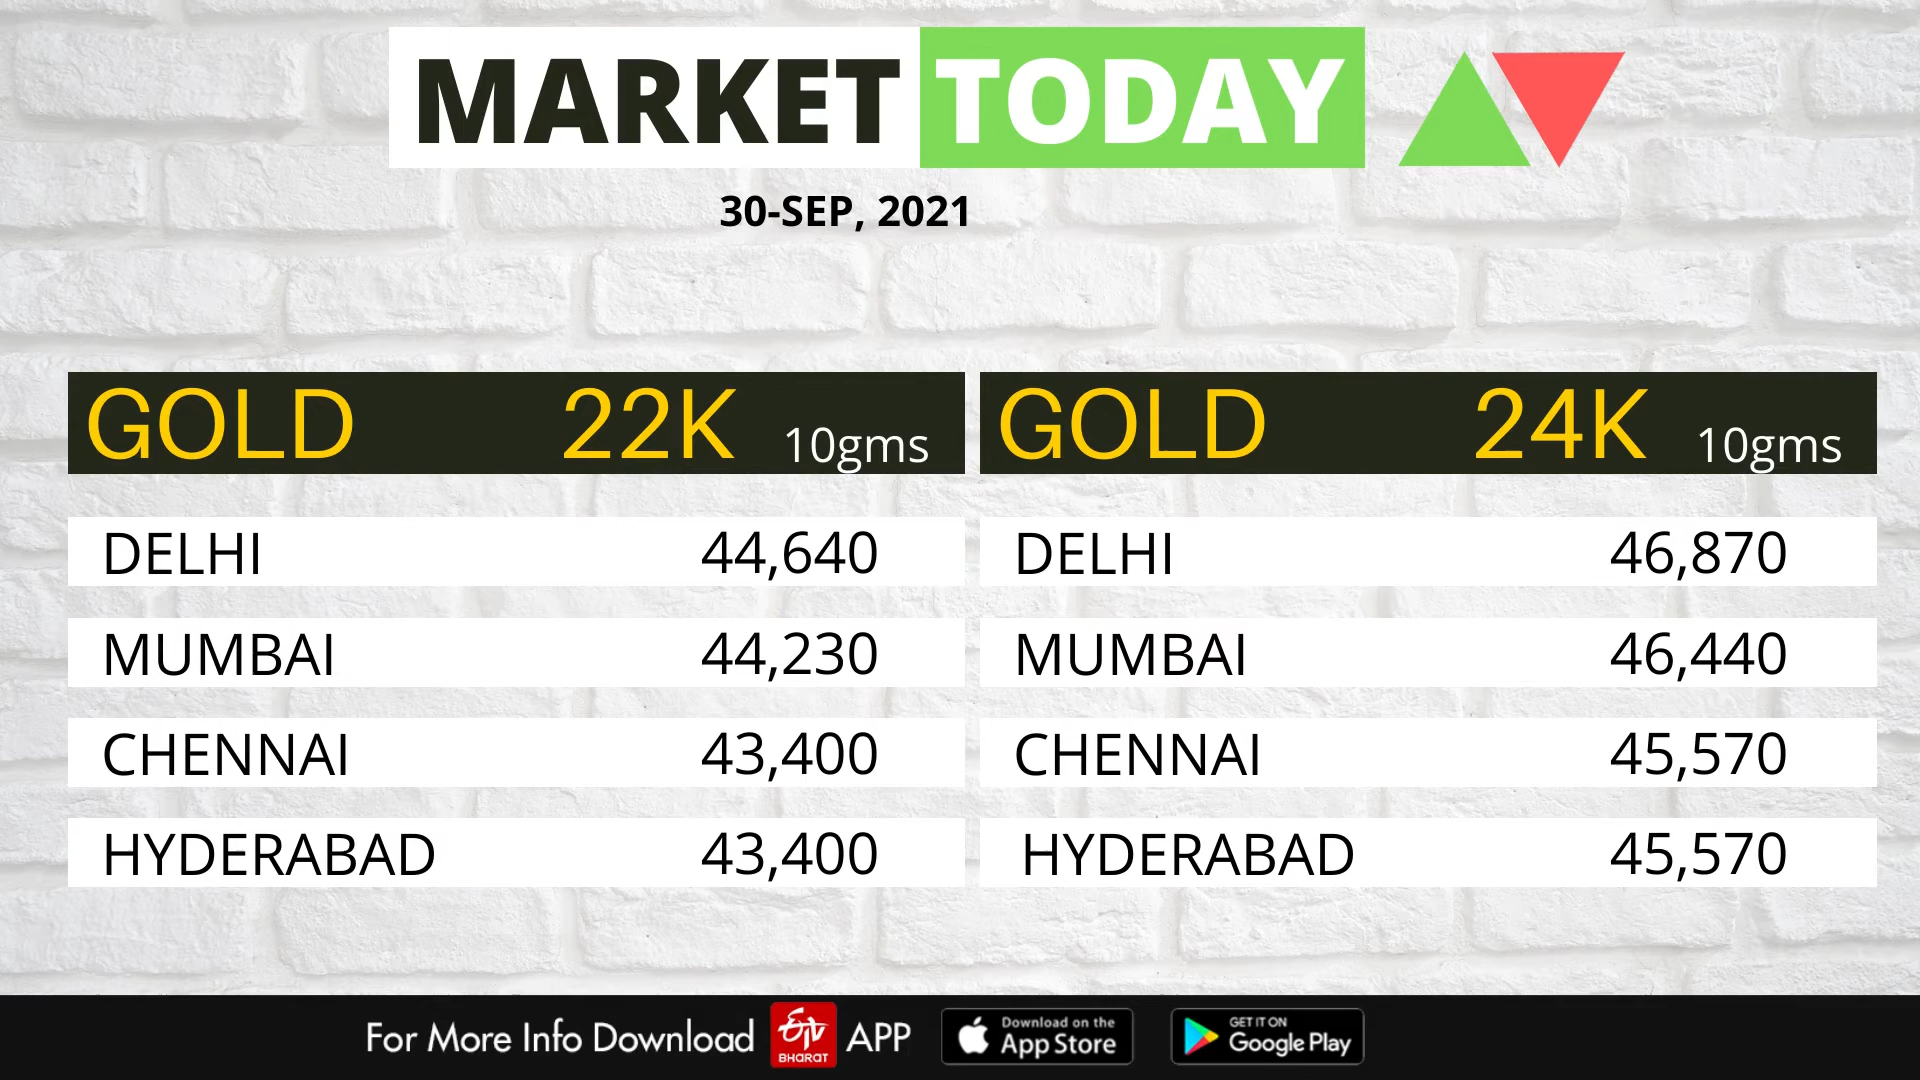 MARKET TODAY
30-SEP, 2021
GOLD 22K 10gms
DELHI 44,640
MUMBAI 44,230
CHENNAI 43,400
HYDERABAD 43,400
GOLD 24K 10gms
DELHI 46,870
MUMBAI 46,440
CHENNAI 45,570
HYDERABAD 45,570
For More Info Download ETV BHARAT APP
Download on the
App Store
GET IT ON
Google Play